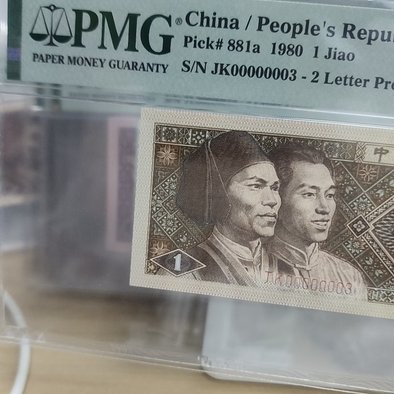 PMG® China / People's Repu
Pick# 881a 1980 1 Jiao
PAPER MONEY GUARANTY S/N JK00000003 - 2 Letter Pre
中
1
JK00000003